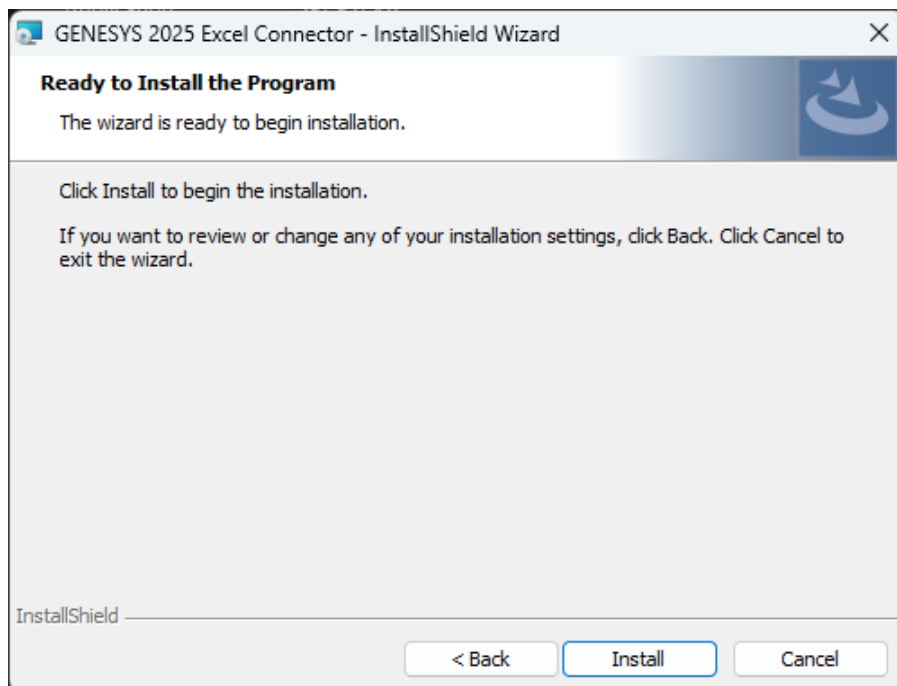 GENESYS 2025 Excel Connector - InstallShield Wizard
Ready to Install the Program
The wizard is ready to begin installation.
Click Install to begin the installation.
If you want to review or change any of your installation settings, click Back. Click Cancel to
exit the wizard.
InstallShield
< Back
Install
Cancel